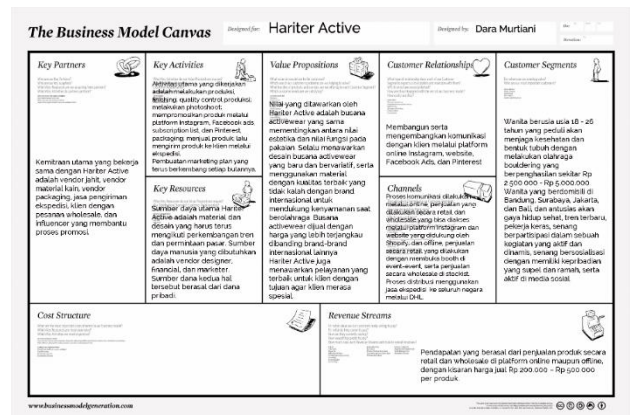 The Business Model Canvas
Designed for:
Hariter Active
Designed by:
Dara Murtiani
Key Partners
Kemitraan utama yang bekerja
sama dengan Hariter Active
adalah vendor jahit, vendor
material kain, vendor
packaging, jasa pengiriman
ekspedisi, klien dengan
pesanan wholesale, dan
influencer yang membantu
proses promosi.
Key Activities
Aktivitas utama yang dikerjakan
adalah melakukan produksi,
finishing, quality control produksi,
melakukan photoshoot,
mempromosikan produk melalui
platform Instagram, Facebook ads,
subscription list, dan Pinterest,
packaging, menjual produk, lalu
mengirim produk ke klien melalui
ekspedisi.
Pembuatan marketing plan yang
terus berkembang setiap bulannya.
Key Resources
Sumber daya utama Hariter
Active adalah material dan
desain yang harus terus
mengikuti perkembangan tren
dan permintaan pasar. Sumber
daya manusia yang dibutuhkan
adalah vendor designer,
financial, dan marketer.
Sumber dana kedua hal
tersebut berasal dari dana
pribadi.
Value Propositions
Nilai yang ditawarkan oleh
Hariter Active adalah busana
activewear yang sama
mementingkan antara nilai
estetika dan nilai fungsi pada
pakaian. Selalu menawarkan
desain busana activewear
yang baru dan bervariatif, serta
menggunakan material
dengan kualitas terbaik yang
tidak kalah dengan brand
internasional untuk
mendukung kenyamanan saat
berolahraga. Busana
activewear dijual dengan
harga yang lebih terjangkau
dibanding brand-brand
internasional lainnya.
Hariter Active juga
menawarkan pelayanan yang
terbaik untuk klien dengan
tujuan agar klien merasa
spesial.
Customer Relationships
Membangun serta
mengembangkan komunikasi
dengan klien melalui platform
online Instagram, website,
Facebook Ads, dan Pinterest
Channels
Proses komunikasi dilakukan
melalui online, penjualan yang
dilakukan secara retail dan
wholesale yang bisa diakses
melalui platform Instagram dan
website yang didukung oleh
Shopify, dan offline, penjualan
secara retail yang dilakukan
dengan membuka booth di
event-event, serta penjualan
secara wholesale di stockist.
Proses distribusi menggunakan
jasa ekspedisi ke seluruh negara
melalui DHL.
Customer Segments
Wanita berusia usia 18 - 26
tahun yang peduli akan
menjaga kesehatan dan
bentuk tubuh dengan
melakukan olahraga
bouldering yang
berpenghasilan sekitar Rp
2.500.000 - Rp 5.000.000
Wanita yang berdomisili di
Bandung, Surabaya, Jakarta,
dan Bali, dan antusias akan
gaya hidup sehat, tren terbaru,
pekerja keras, senang
berpartisipasi dalam sebuah
kegiatan yang aktif dan
dinamis, senang bersosialisasi
dengan memiliki kepribadian
yang supel dan ramah, serta
aktif di media sosial
Cost Structure
Revenue Streams
Pendapatan yang berasal dari penjualan produk secara
retail dan wholesale di platform online maupun offline,
dengan kisaran harga jual Rp 200.000 - Rp 500.000
per produk
www.businessmodelgeneration.com